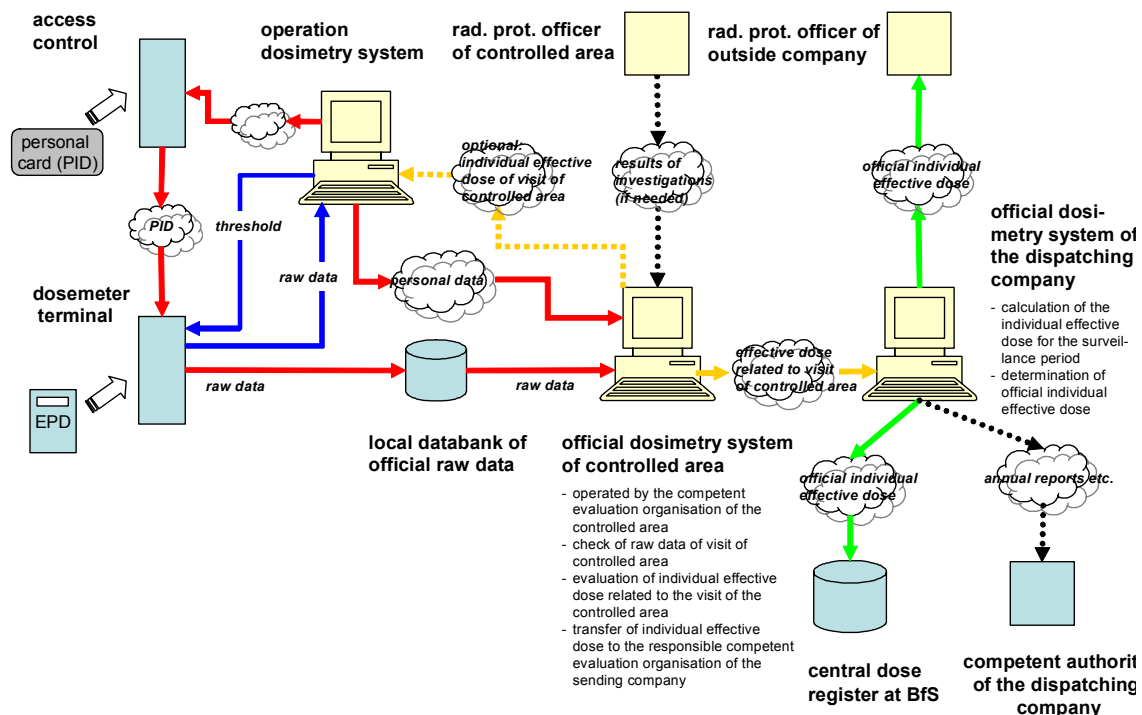 access
control
operation
dosimetry system
rad. prot. officer
of controlled area
rad. prot. officer of
outside company
personal
card (PID)
optional:
individual effective
dose of visit of
controlled area
results of
investigations
(if needed)
official individual
effective dose
PID
threshold
raw data
personal data
official dosi-
metry system of
the dispatching
company
- calculation of the
individual effective
dose for the surveil-
lance period
- determination of
official individual
effective dose
dosemeter
terminal
EPD
raw data
raw data
effective dose
related to visit
of controlled area
local databank of
official raw data
official dosimetry system
of controlled area
- operated by the competent
evaluation organisation of the
controlled area
- check of raw data of visit of
controlled area
- evaluation of individual effective
dose related to the visit of the
controlled area
- transfer of individual effective
dose to the responsible competent
evaluation organisation of the
sending company
official individual
effective dose
annual reports etc.
central dose
register at BfS
competent authorit
of the dispatching
company